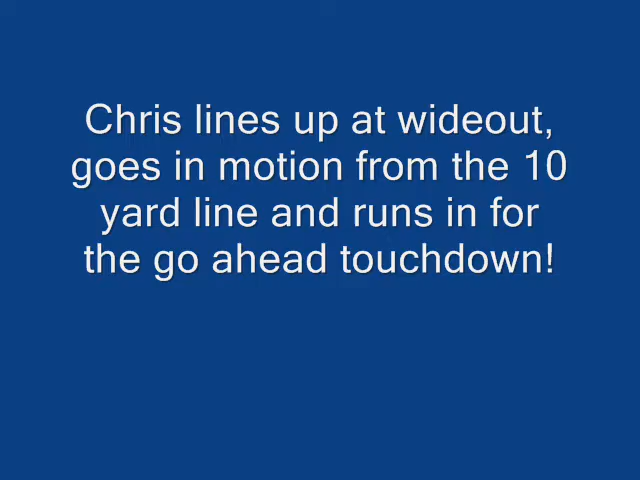 Chris lines up at wideout,
goes in motion from the 10
yard line and runs in for
the go ahead touchdown!